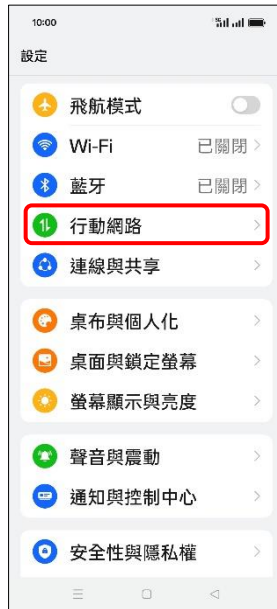 10:00
設定
飛航模式
Wi-Fi 已關閉
藍牙 已關閉
行動網路
連線與共享
桌布與個人化
桌面與鎖定螢幕
螢幕顯示與亮度
聲音與震動
通知與控制中心
安全性與隱私權